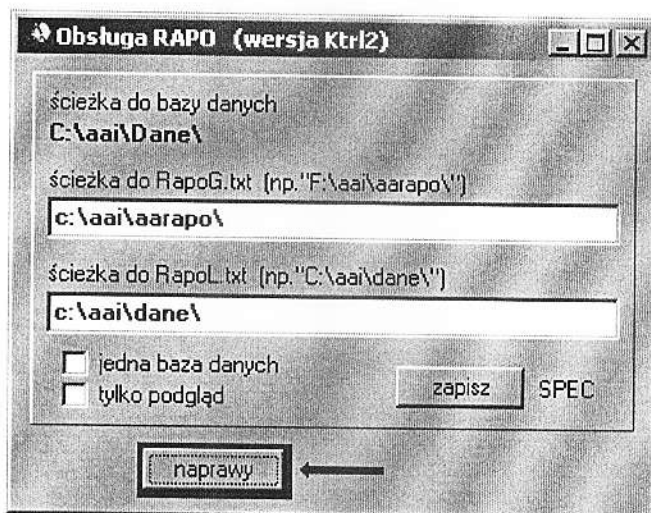 Obsługa RAPO (wersja Ktrl2)
ścieżka do bazy danych
C:\aai\Dane\
ścieżka do RapoG.txt (np."F:\aai\aarapo\")
c:\aai\aarapo\
ścieżka do RapoL.txt (np."C:\aai\dane\")
c:\aai\dane\
jedna baza danych
tylko podgląd
zapisz SPEC
naprawy